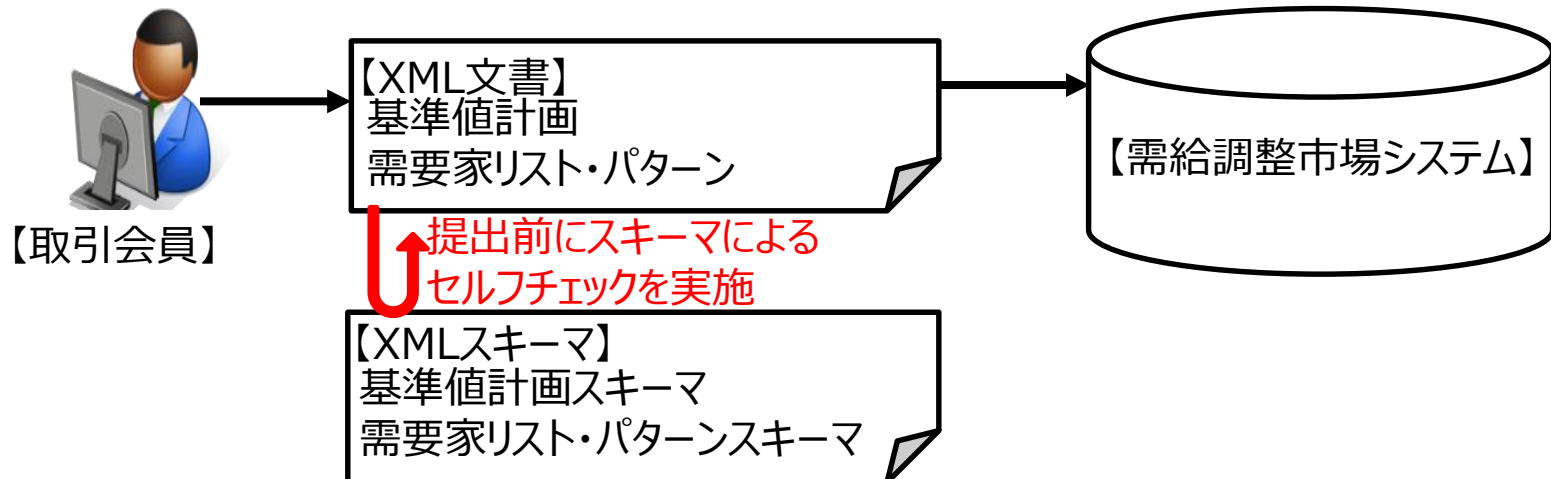 【XML文書】
基準値計画
需要家リスト・パターン
【需給調整市場システム】
【取引会員】
提出前にスキーマによる
セルフチェックを実施
【XMLスキーマ】
基準値計画スキーマ
需要家リスト・パターンスキーマ